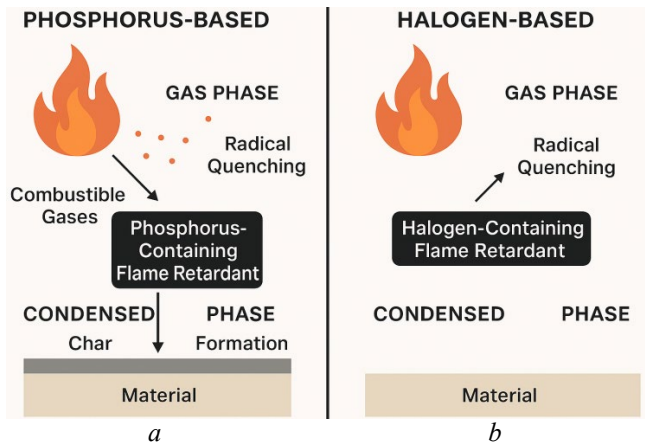 PHOSPHORUS-BASED
GAS PHASE
Radical
Quenching
Combustible
Gases
Phosphorus-
Containing
Flame Retardant
CONDENSED PHASE
Char Formation
Material
a
HALOGEN-BASED
GAS PHASE
Radical
Quenching
Halogen-Containing
Flame Retardant
CONDENSED PHASE
Material
b